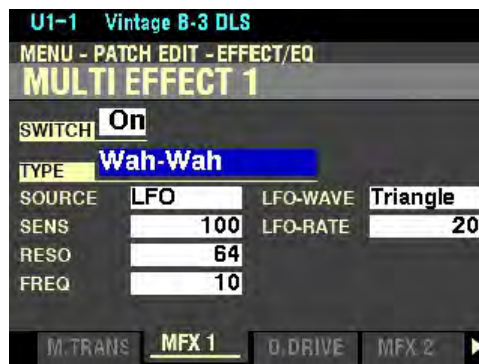 U1-1 Vintage B-3 DLS
MENU - PATCH EDIT - EFFECT/EQ
MULTI EFFECT 1
SWITCH On
TYPE Wah-Wah
SOURCE LFO LFO-WAVE Triangle
SENS 100 LFO-RATE 20
RESO 64
FREQ 10
M.TRANS MFX 1 O.DRIVE MFX 2